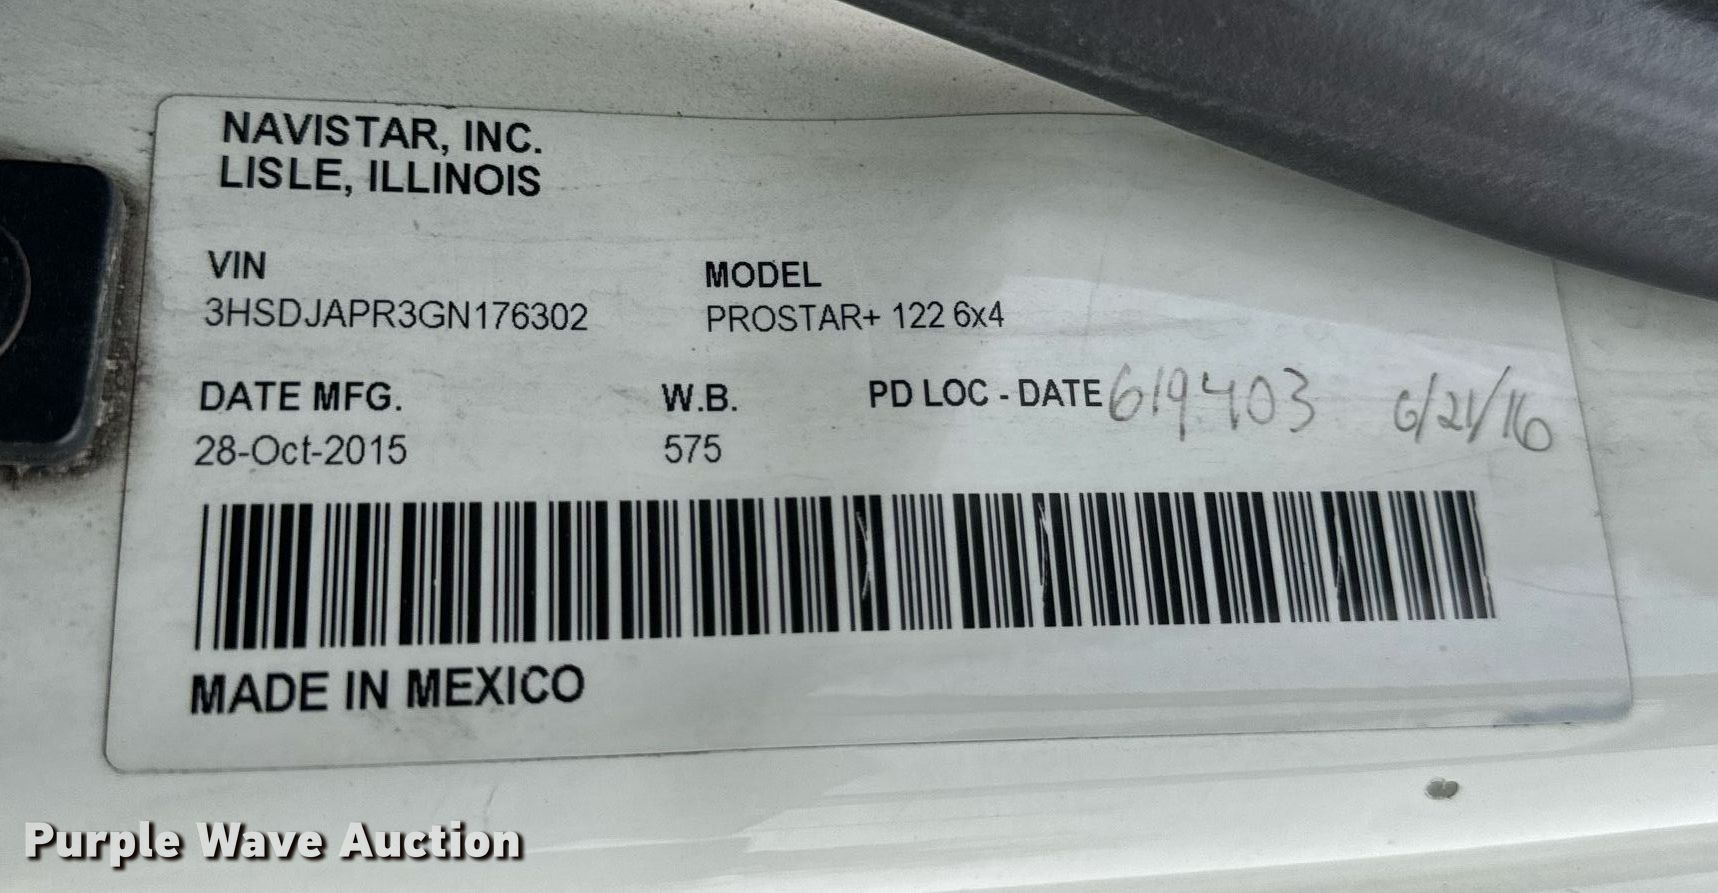 NAVISTAR, INC.
LISLE, ILLINOIS
VIN
3HSDJAPR3GN176302
MODEL
PROSTAR+ 122 6x4
DATE MFG.
28-Oct-2015
W.B.
575
PD LOC - DATE 619403 6/21/16
MADE IN MEXICO
Purple Wave Auction